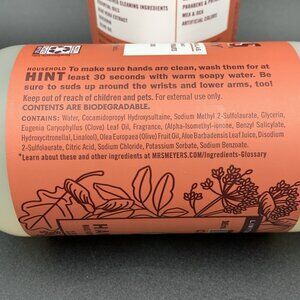 CLEANING INGREDIENTS
MEA & DEA
ARTIFICIAL COLORS
HOUSEHOLD To make sure hands are clean, wash them for at
HINT least 30 seconds with warm soapy water. Be
sure to suds up around the wrists and lower arms, too!
Keep out of reach of children and pets. For external use only.
CONTENTS ARE BIODEGRADABLE.
CONTAINS: Water, Cocamidopropyl Hydroxysultaine, Sodium Methyl 2-Sulfolaurate, Glycerin,
Eugenia Caryophyllus (Clove) Leaf Oil, Fragrance, (Alpha-Isomethyl-ionone, Benzyl Salicylate,
Hydroxycitronellal, Linalool), Olea Europaea (Olive) Fruit Oil, Aloe Barbadensis Leaf Juice, Disodium
2-Sulfolaurate, Citric Acid, Sodium Chloride, Potassium Sorbate, Sodium Benzoate.
*Learn about these and other ingredients at MRSMEYERS.COM/Ingredients-Glossary